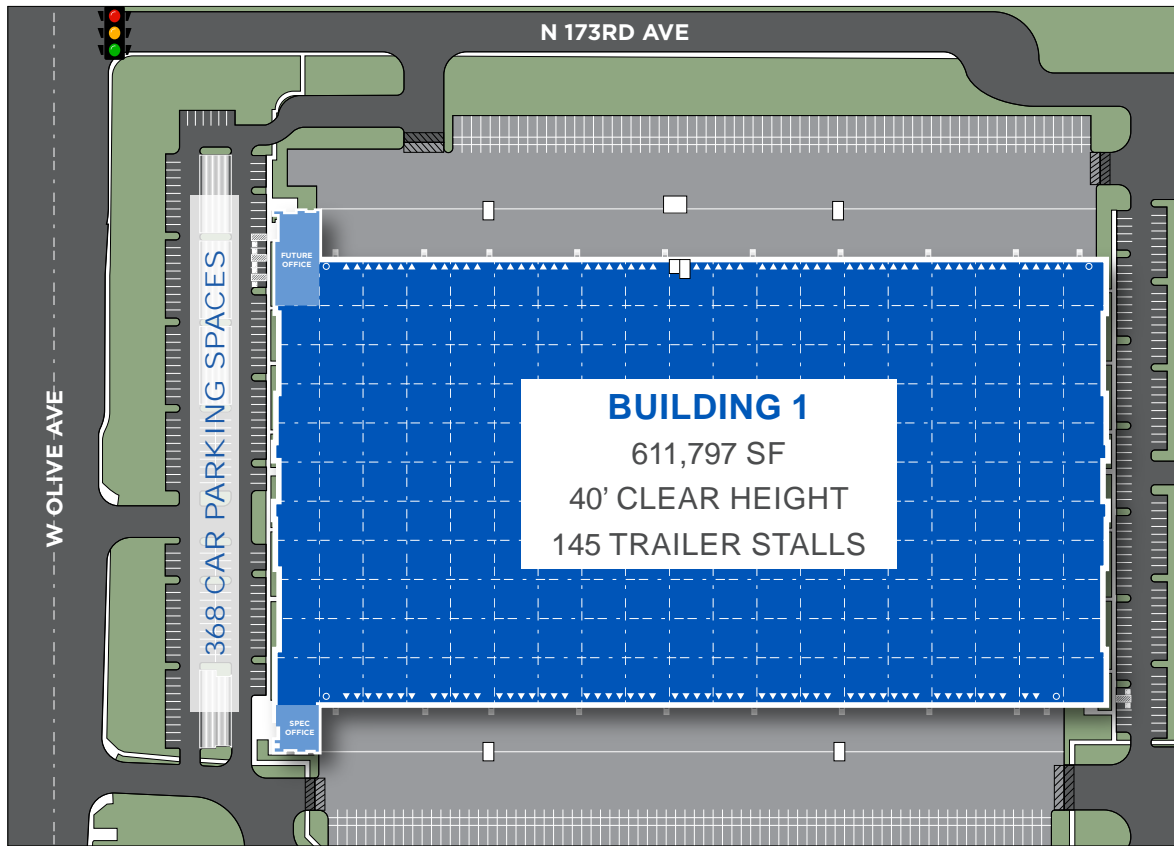 N 173RD AVE
W OLIVE AVE
368 CAR PARKING SPACES
FUTURE
OFFICE
BUILDING 1
611,797 SF
40’ CLEAR HEIGHT
145 TRAILER STALLS
SPEC
OFFICE